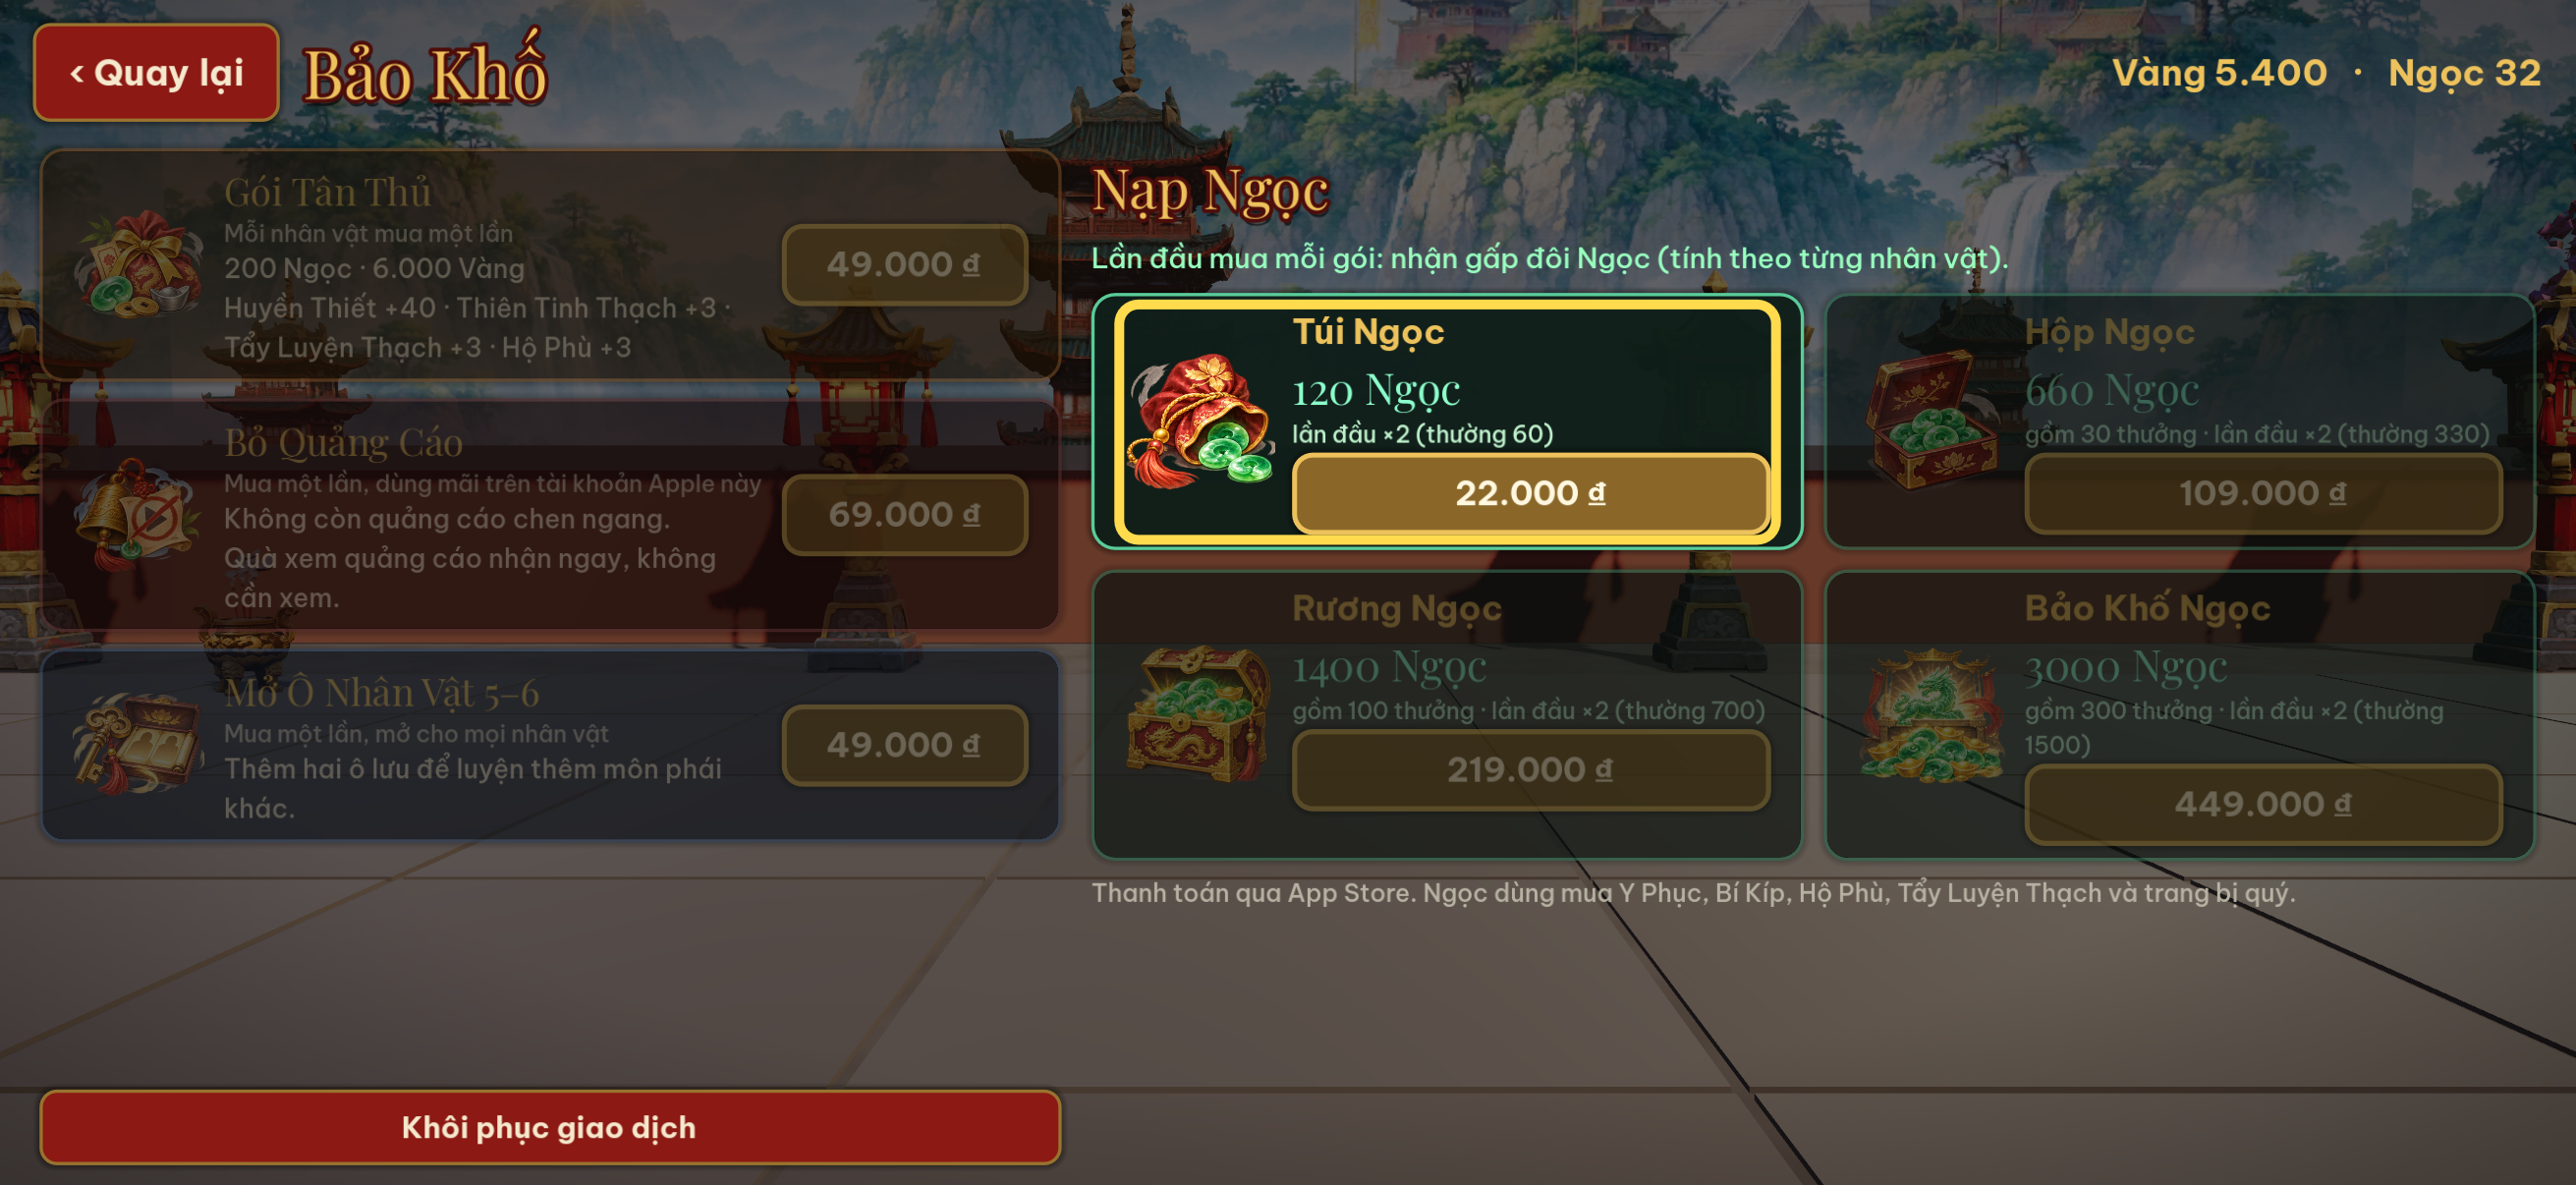 ‹ Quay lại
Bảo Khố
Vàng 5.400 · Ngọc 32
Gói Tân Thủ
Mỗi nhân vật mua một lần
200 Ngọc · 6.000 Vàng
Huyền Thiết +40 · Thiên Tinh Thạch +3 ·
Tẩy Luyện Thạch +3 · Hộ Phù +3
49.000 ₫
Bỏ Quảng Cáo
Mua một lần, dùng mãi trên tài khoản Apple này
Không còn quảng cáo chen ngang.
Quà xem quảng cáo nhận ngay, không
cần xem.
69.000 ₫
Mở Ô Nhân Vật 5–6
Mua một lần, mở cho mọi nhân vật
Thêm hai ô lưu để luyện thêm môn phái
khác.
49.000 ₫
Khôi phục giao dịch
Nạp Ngọc
Lần đầu mua mỗi gói: nhận gấp đôi Ngọc (tính theo từng nhân vật).
Túi Ngọc
120 Ngọc
lần đầu ×2 (thường 60)
22.000 ₫
Hộp Ngọc
660 Ngọc
gồm 30 thưởng · lần đầu ×2 (thường 330)
109.000 ₫
Rương Ngọc
1400 Ngọc
gồm 100 thưởng · lần đầu ×2 (thường 700)
219.000 ₫
Bảo Khố Ngọc
3000 Ngọc
gồm 300 thưởng · lần đầu ×2 (thường
1500)
449.000 ₫
Thanh toán qua App Store. Ngọc dùng mua Y Phục, Bí Kíp, Hộ Phù, Tẩy Luyện Thạch và trang bị quý.